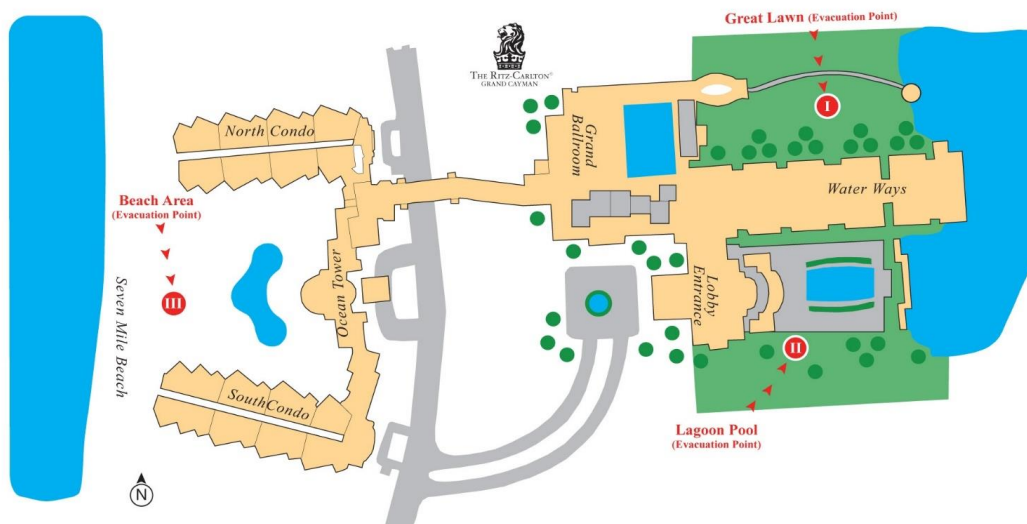 Great Lawn (Evacuation Point)
THE RITZ-CARLTON®
GRAND CAYMAN
I
North Condo
Grand
Ballroom
Water Ways
Beach Area
(Evacuation Point)
III
Seven Mile Beach
Ocean Tower
Lobby
Entrance
II
SouthCondo
Lagoon Pool
(Evacuation Point)
N